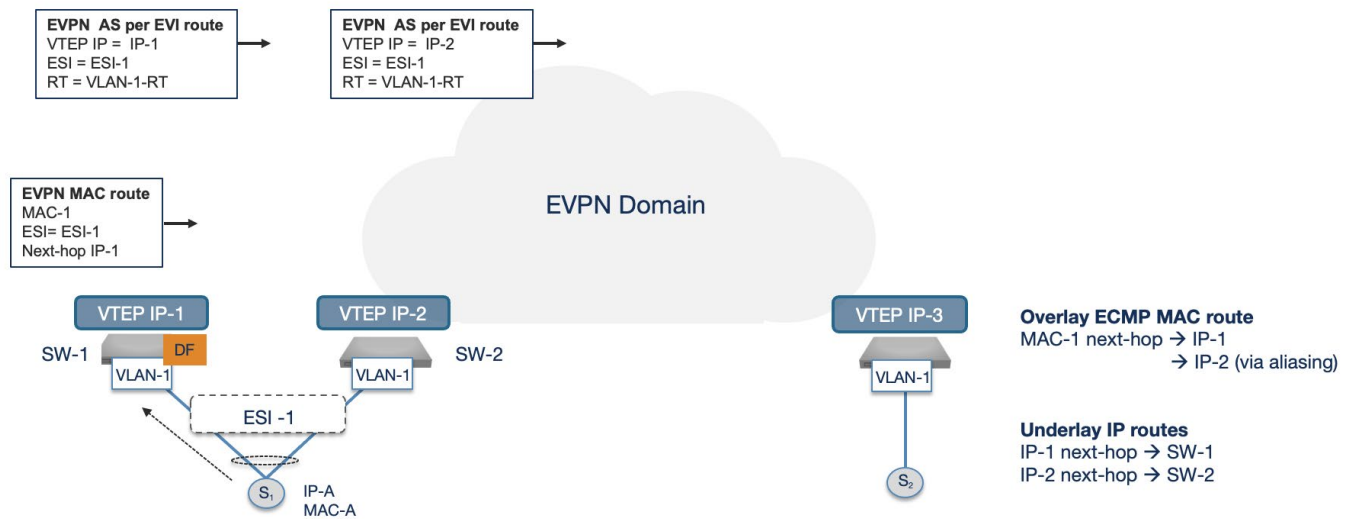 EVPN AS per EVI route
VTEP IP = IP-1
ESI = ESI-1
RT = VLAN-1-RT
EVPN AS per EVI route
VTEP IP = IP-2
ESI = ESI-1
RT = VLAN-1-RT
EVPN MAC route
MAC-1
ESI= ESI-1
Next-hop IP-1
EVPN Domain
VTEP IP-1
SW-1
DF
VLAN-1
VTEP IP-2
SW-2
VLAN-1
ESI -1
S1
IP-A
MAC-A
VTEP IP-3
VLAN-1
S2
Overlay ECMP MAC route
MAC-1 next-hop → IP-1
→ IP-2 (via aliasing)
Underlay IP routes
IP-1 next-hop → SW-1
IP-2 next-hop → SW-2